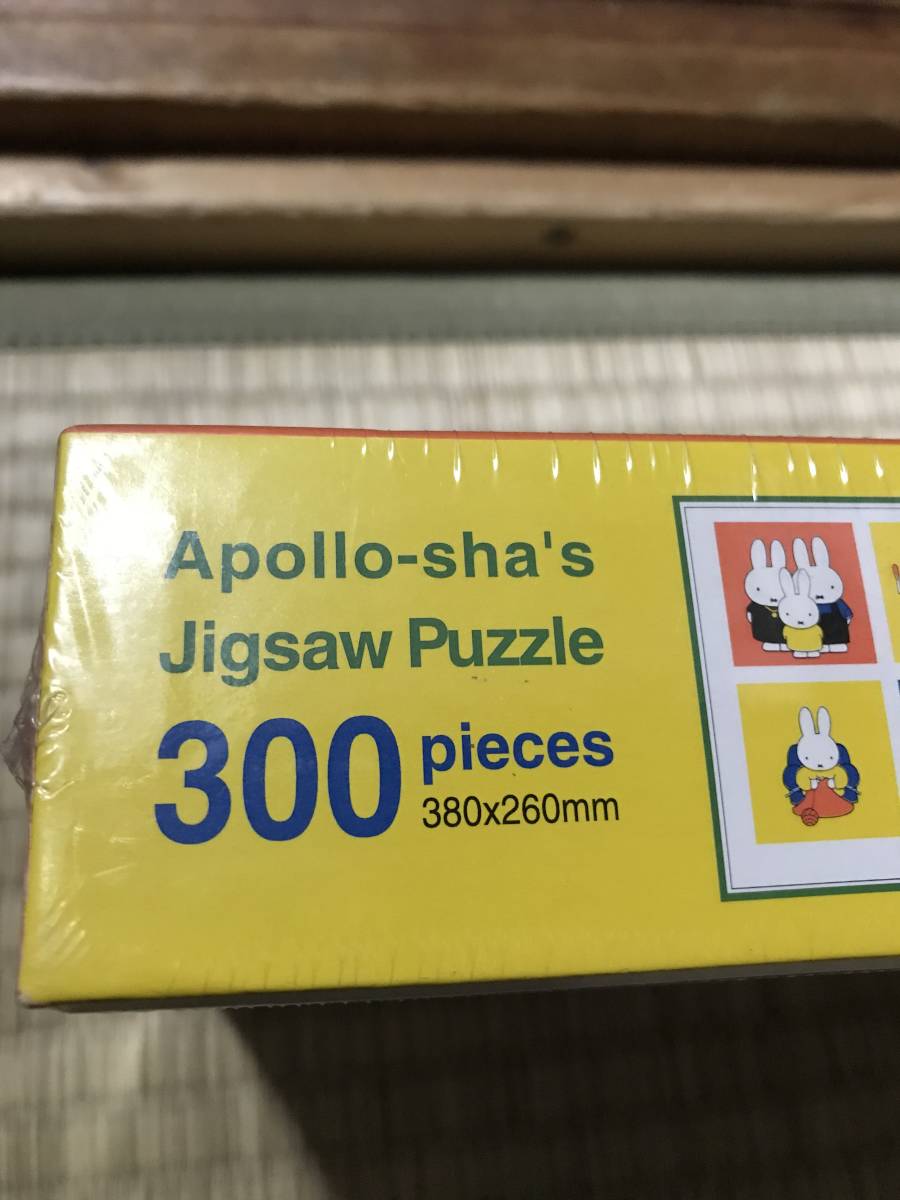 Apollo-sha's
Jigsaw Puzzle
300 pieces
380x260mm